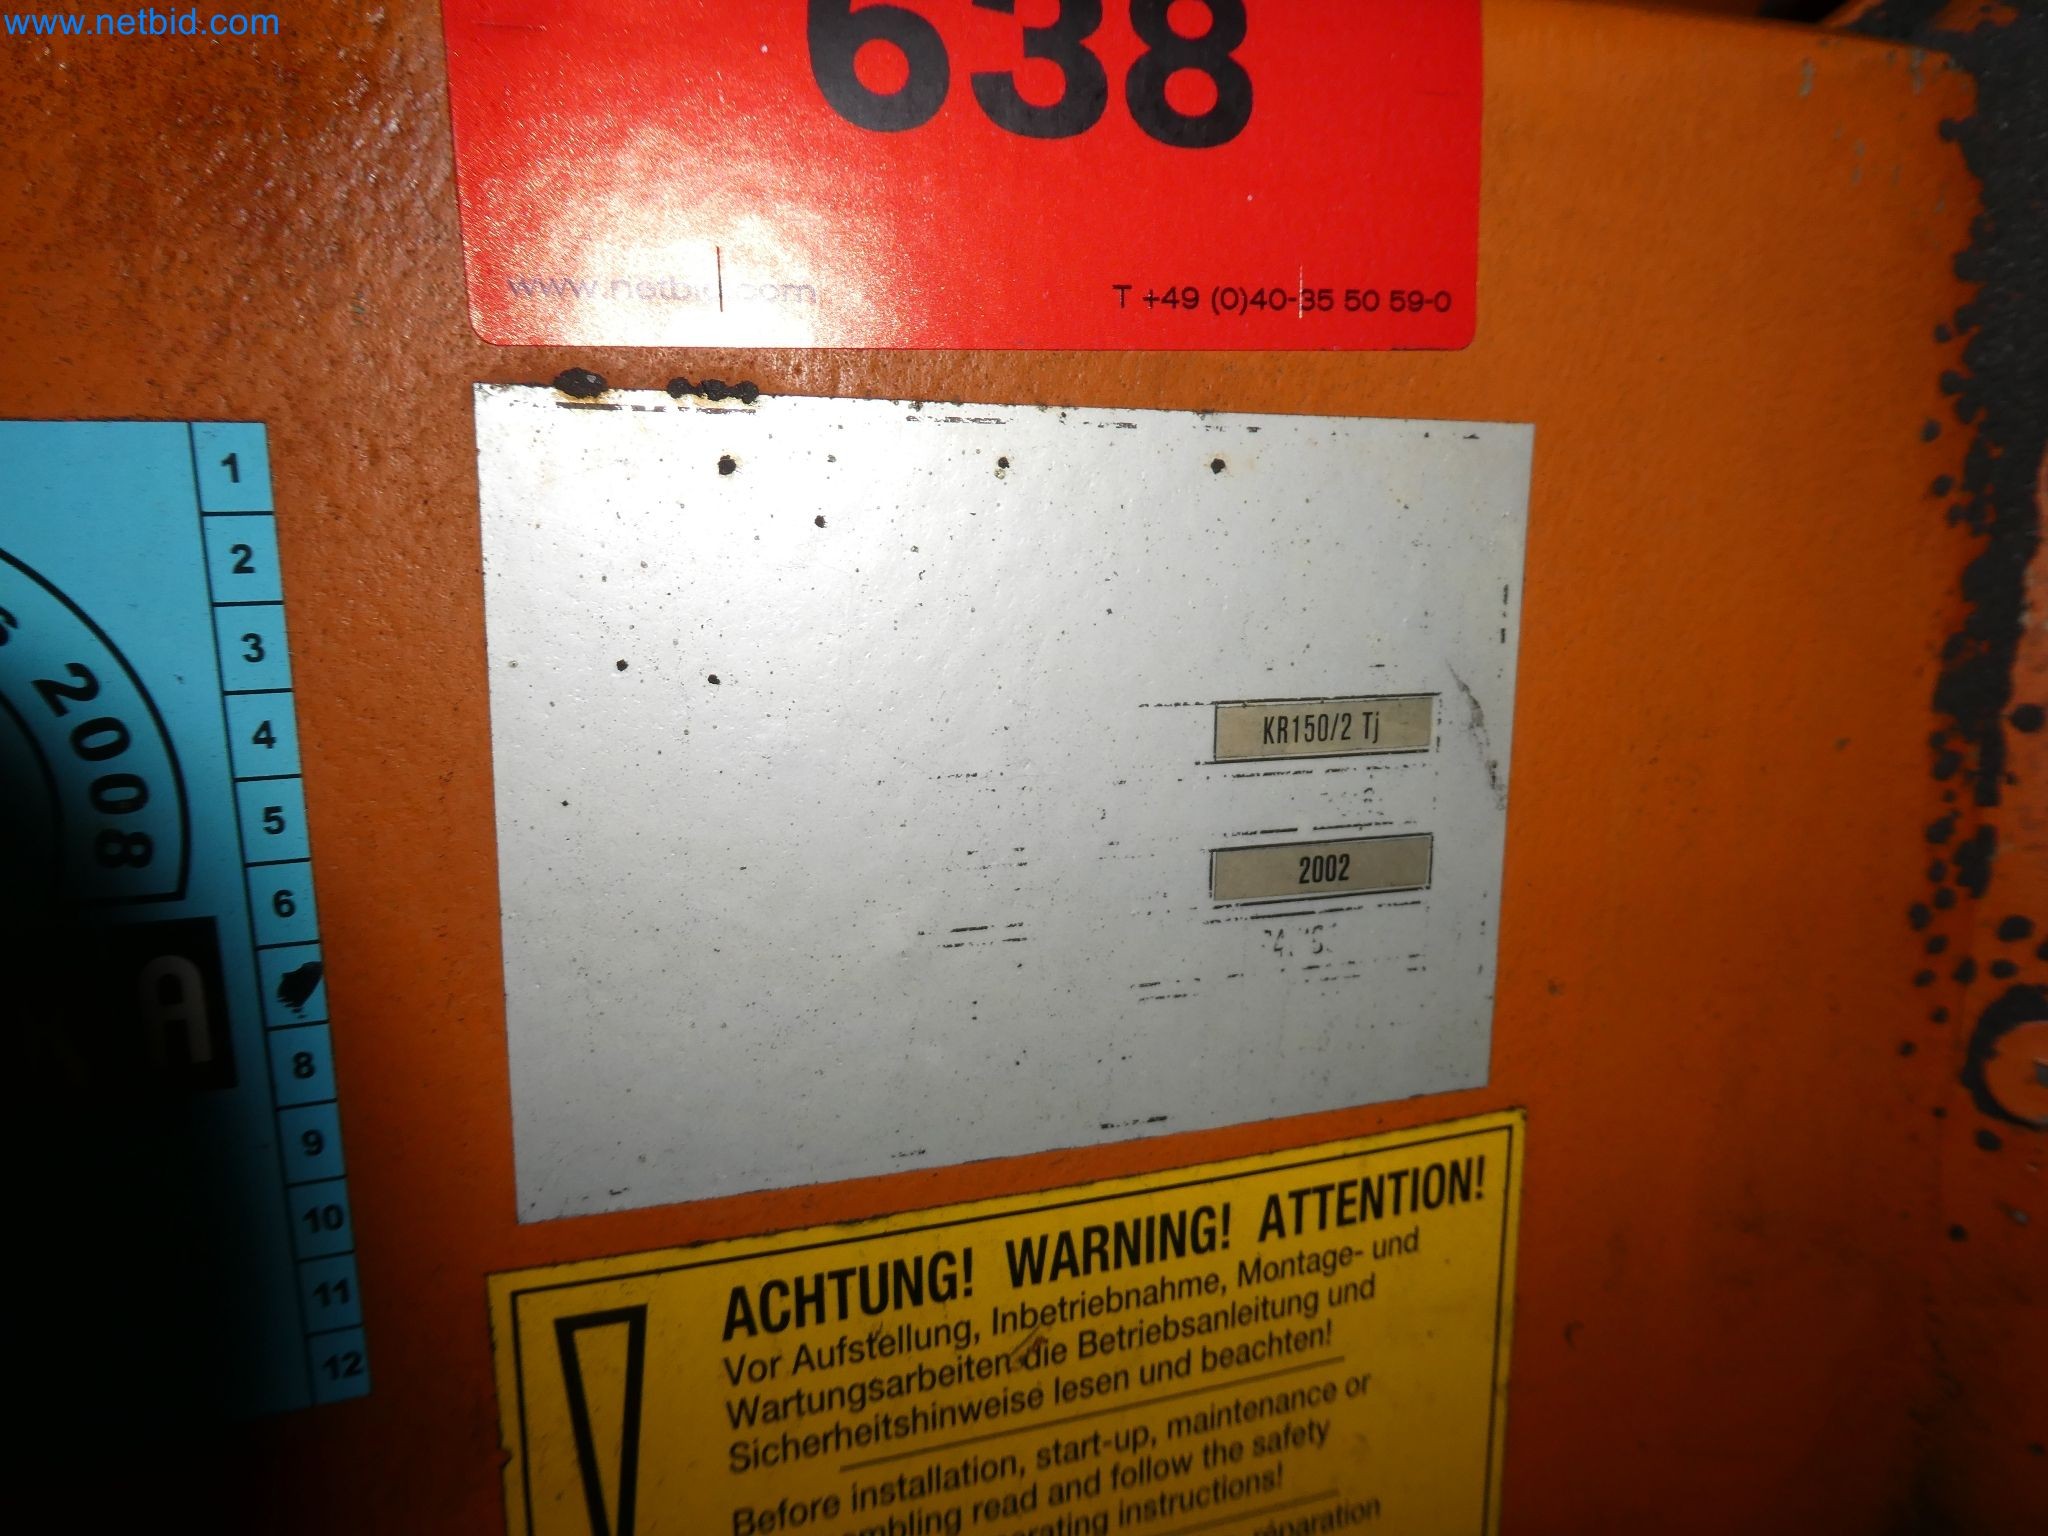 www.netbid.com
638
www.netbid.com
T +49 (0)40-35 50 59-0
1
2
3
4
5
6
8
9
10
11
12
2008
A
KR150/2 Tj
2002
ACHTUNG! WARNING! ATTENTION!
Vor Aufstellung, Inbetriebnahme, Montage- und
Wartungsarbeiten die Betriebsanleitung und
Sicherheitshinweise lesen und beachten!
Before installation, start-up, maintenance or
read and follow the safety
instructions!